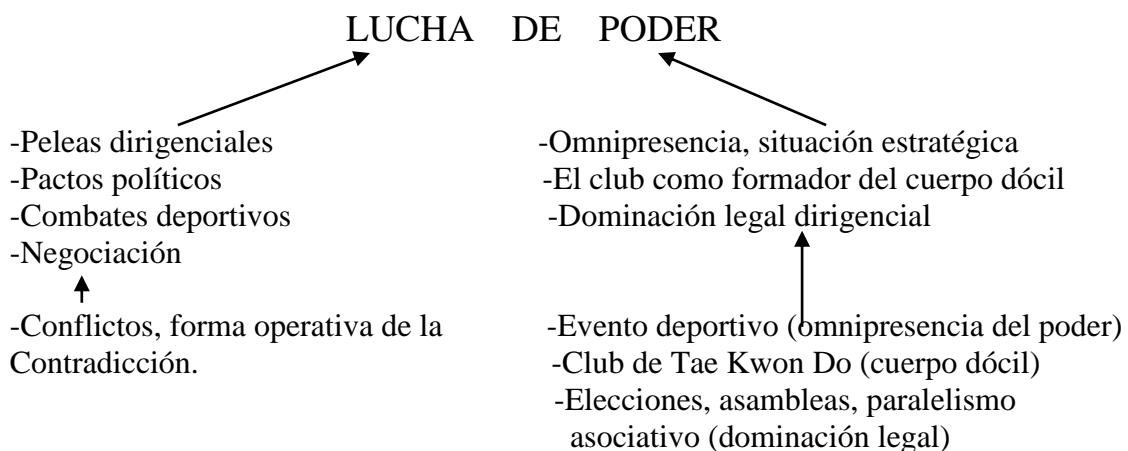 LUCHA DE PODER
-Peleas dirigenciales
-Pactos políticos
-Combates deportivos
-Negociación
-Conflictos, forma operativa de la
Contradicción.
-Omnipresencia, situación estratégica
-El club como formador del cuerpo dócil
-Dominación legal dirigencial
-Evento deportivo (omnipresencia del poder)
-Club de Tae Kwon Do (cuerpo dócil)
-Elecciones, asambleas, paralelismo
asociativo (dominación legal)